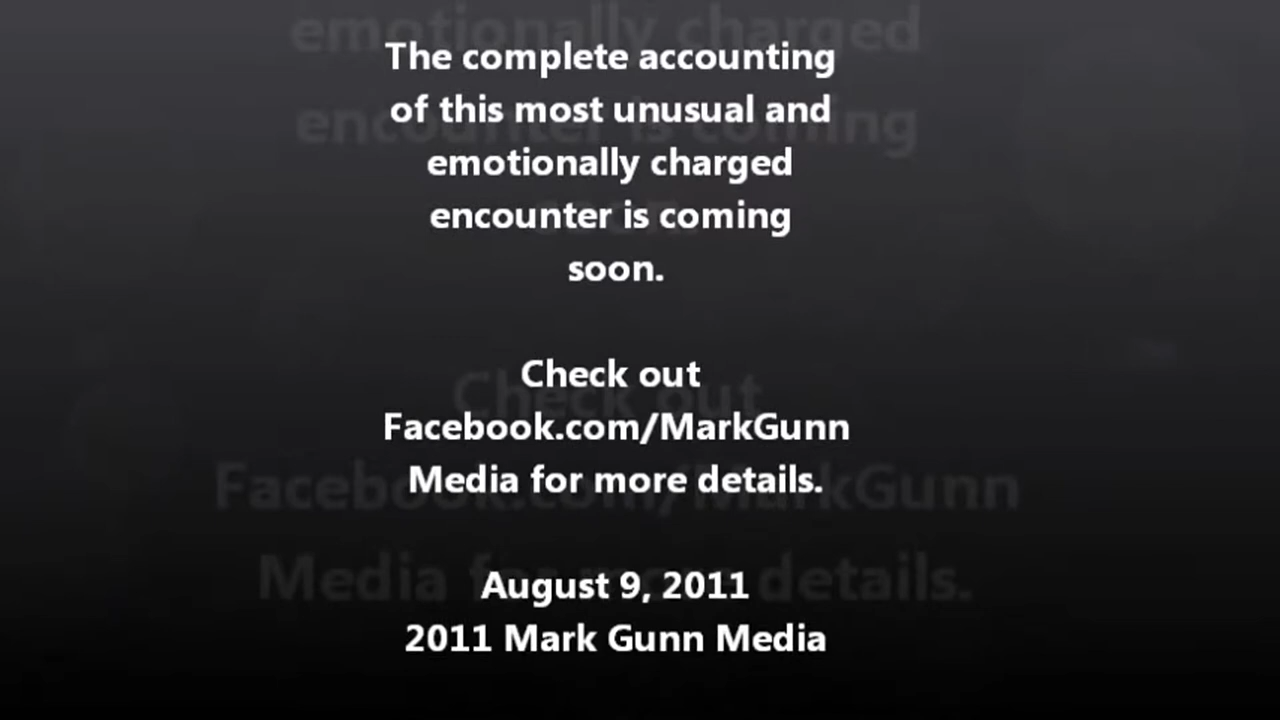 The complete accounting
of this most unusual and
emotionally charged
encounter is coming
soon.
Check out
Facebook.com/MarkGunn
Media for more details.
August 9, 2011
2011 Mark Gunn Media